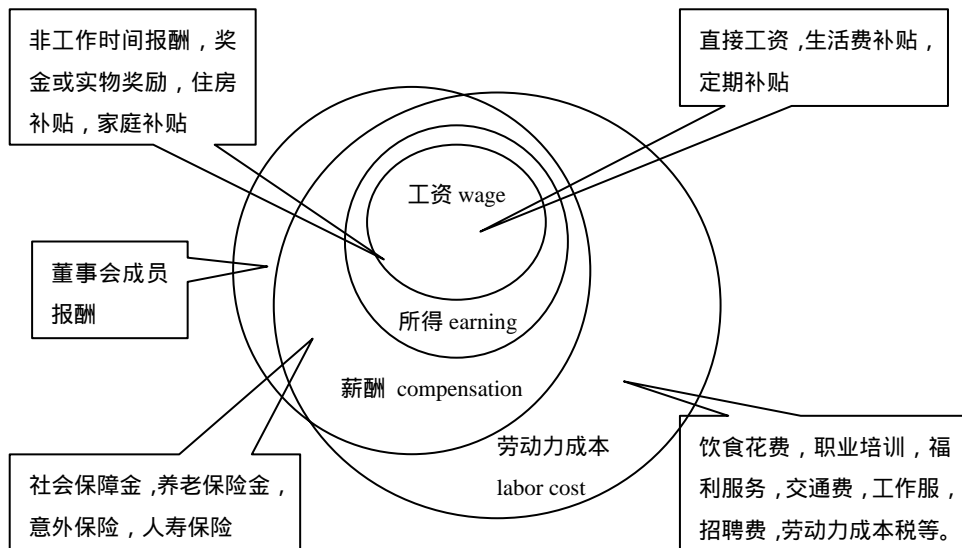 非工作时间报酬，奖
金或实物奖励，住房
补贴，家庭补贴
直接工资，生活费补贴，
定期补贴
工资 wage
董事会成员
报酬
所得 earning
薪酬 compensation
劳动力成本
labor cost
社会保障金，养老保险金，
意外保险，人寿保险
饮食花费，职业培训，福
利服务，交通费，工作服，
招聘费，劳动力成本税等。